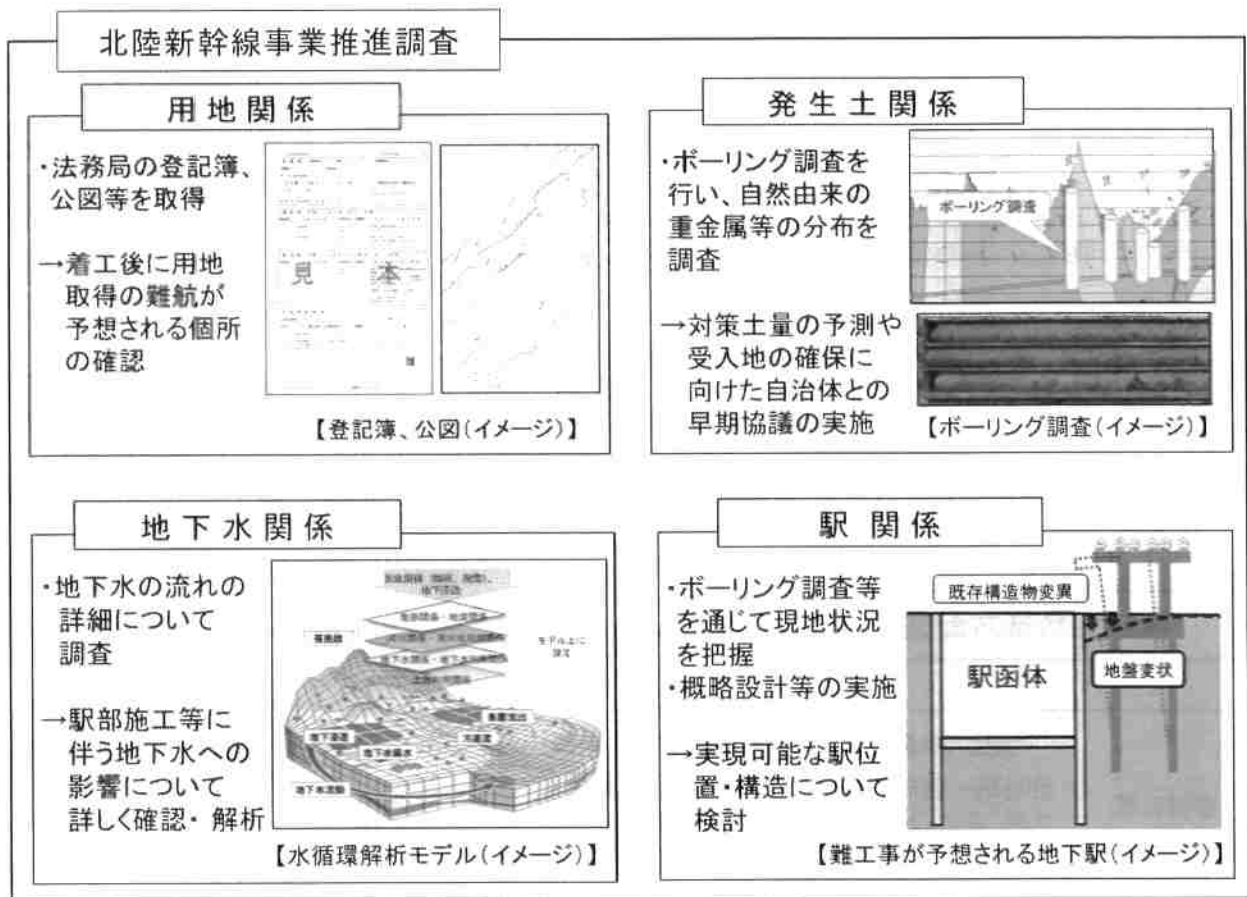 北陸新幹線事業推進調査
用地関係
・法務局の登記簿、
公図等を取得
→着工後に用地
取得の難航が
予想される個所
の確認
見 本
【登記簿、公図(イメージ)】
発生土関係
・ボーリング調査を
行い、自然由来の
重金属等の分布を
調査
→対策土量の予測や
受入地の確保に
向けた自治体との
早期協議の実施
ボーリング調査
【ボーリング調査(イメージ)】
地下水関係
・地下水の流れの
詳細について
調査
→駅部施工等に
伴う地下水への
影響について
詳しく確認・ 解析
地下浸透
地下水流動
【水循環解析モデル(イメージ)】
駅関係
・ボーリング調査等
を通じて現地状況
を把握
・概略設計等の実施
→実現可能な駅位
置・構造について
検討
既存構造物変異
駅函体
地盤変状
【難工事が予想される地下駅(イメージ)】